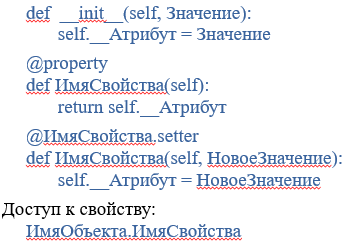 def __init__(self, Значение):
self.__Атрибут = Значение
@property
def ИмяСвойства(self):
return self.__Атрибут
@ИмяСвойства.setter
def ИмяСвойства(self, НовоеЗначение):
self.__Атрибут = НовоеЗначение
Доступ к свойству:
ИмяОбъекта.ИмяСвойства